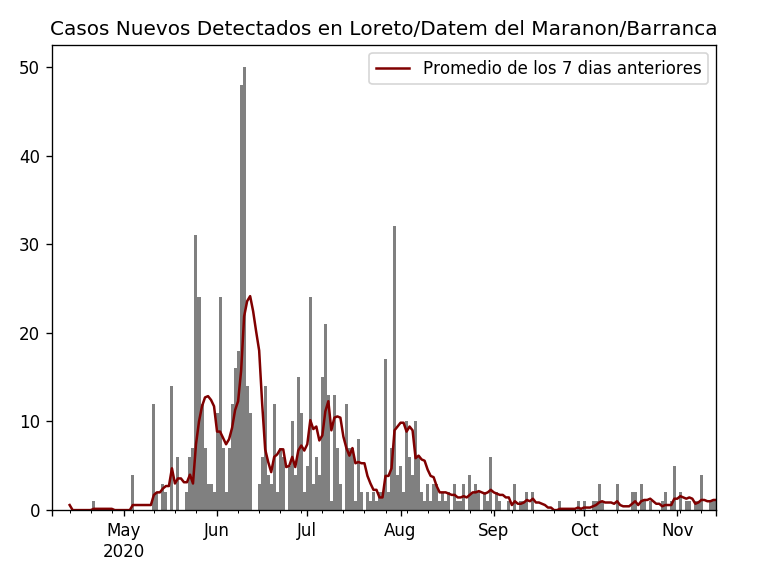 Casos Nuevos Detectados en Loreto/Datem del Maranon/Barranca
Promedio de los 7 dias anteriores
50
40
30
20
10
0
May Jun Jul Aug Sep Oct Nov
2020